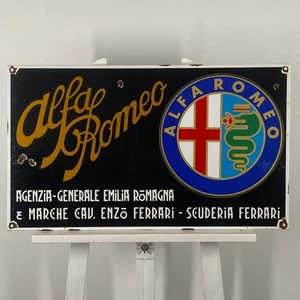 alfa
Romeo
ALFA ROMEO
AGENZIA-GENERALE EMILIA ROMAGNA
E MARCHE CAV. ENZO FERRARI - SCUDERIA FERRARI